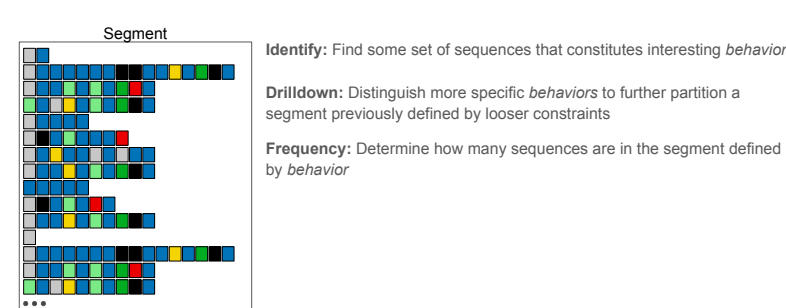 Segment
Identify: Find some set of sequences that constitutes interesting behavior
Drilldown: Distinguish more specific behaviors to further partition a
segment previously defined by looser constraints
Frequency: Determine how many sequences are in the segment defined
by behavior